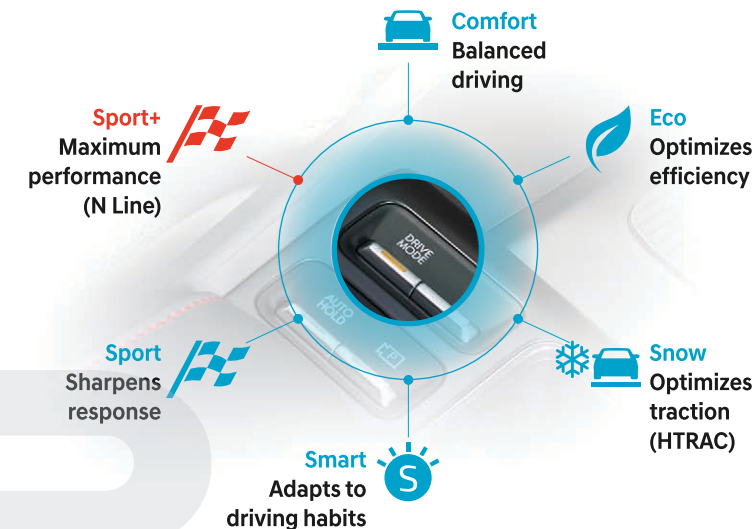 Comfort
Balanced
driving
Sport+
Maximum
performance
(N Line)
Eco
Optimizes
efficiency
DRIVE
MODE
AUTO
HOLD
P
Sport
Sharpens
response
Snow
Optimizes
traction
(HTRAC)
Smart
Adapts to
driving habits
S